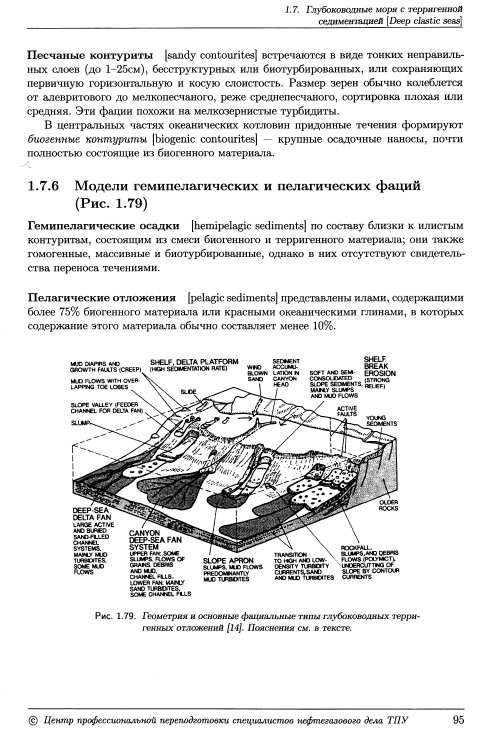 1.7. Глубоководные моря с терригенной
седиментацией [Deep clastic seas]
Песчаные контуриты [sandy contourites] встречаются в виде тонких неправиль-
ных слоев (до 1–25см), бесструктурных или биотурбированных, или сохраняющих
первичную горизонтальную и косую слоистость. Размер зерен обычно колеблется
от алевритового до мелкопесчаного, реже среднепесчаного, сортировка плохая или
средняя. Эти фации похожи на мелкозернистые турбидиты.
В центральных частях океанических котловин придонные течения формируют
биогенные контуриты [biogenic contourites] — крупные осадочные наносы, почти
полностью состоящие из биогенного материала.
1.7.6 Модели гемипелагических и пелагических фаций
(Рис. 1.79)
Гемипелагические осадки [hemipelagic sediments] по составу близки к илистым
контуритам, состоящим из смеси биогенного и терригенного материала; они также
гомогенные, массивные и биотурбированные, однако в них отсутствуют свидетель-
ства переноса течениями.
Пелагические отложения [pelagic sediments] представлены илами, содержащими
более 75% биогенного материала или красными океаническими глинами, в которых
содержание этого материала обычно составляет менее 10%.
MUD DIAPIRS AND
GROWTH FAULTS (CREEP)
MUD FLOWS WITH OVER-
LAPPING TOE LOBES
SLOPE VALLEY (FEEDER
CHANNEL FOR DELTA FAN)
SLUMP
SHELF, DELTA PLATFORM
(HIGH SEDIMENTATION RATE)
SLIDE
WIND
BLOWN
SAND
SEDIMENT
ACCUMU-
LATION IN
CANYON
HEAD
SOFT AND SEMI-
CONSOLIDATED
SLOPE SEDIMENTS,
MAINLY SLUMPS
AND MUD FLOWS
SHELF
BREAK
EROSION
(STRONG
RELIEF)
ACTIVE
FAULTS
YOUNG
SEDIMENTS
OLDER
ROCKS
DEEP-SEA
DELTA FAN
LARGE ACTIVE
AND BURIED
SAND-FILLED
CHANNEL
SYSTEMS,
MAINLY MUD
TURBIDITES,
SOME MUD
FLOWS
CANYON
DEEP-SEA FAN
SYSTEM
UPPER FAN: SOME
SLUMPS, FLOWS OF
GRAINS, DEBRIS
AND MUD,
CHANNEL FILLS.
LOWER FAN: MAINLY
SAND TURBIDITES,
SOME CHANNEL FILLS
SLOPE APRON
SLUMPS, MUD FLOWS
PREDOMINANTLY
MUD TURBIDITES
TRANSITION
TO HIGH AND LOW-
DENSITY TURBIDITY
CURRENTS, SAND
AND MUD TURBIDITES
ROCKFALL,
SLUMPS, AND DEBRIS
FLOWS (POLYMICT),
UNDERCUTTING OF
SLOPE BY CONTOUR
CURRENTS
Рис. 1.79. Геометрия и основные фациальные типы глубоководных терри-
генных отложений [14]. Пояснения см. в тексте.
© Центр профессиональной переподготовки специалистов нефтегазового дела ТПУ 95